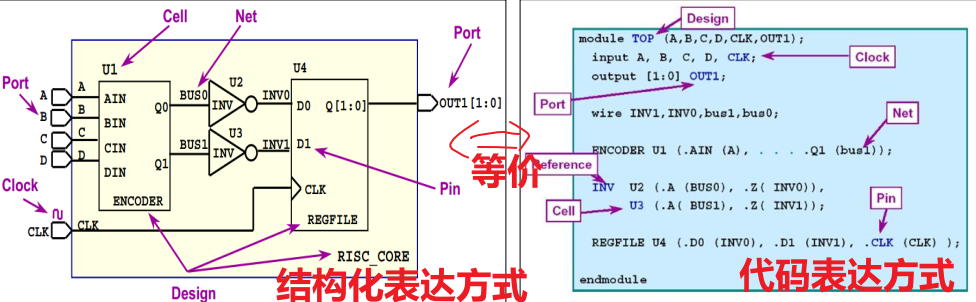 Cell
Net
Port
Port
U1
U2
U4
A
B
C
D
A
B
C
D
AIN
BIN
CIN
DIN
Q0
Q1
BUS0
BUS1
INV
INV
U3
INV0
INV1
D0
D1
Q[1:0]
OUT1[1:0]
Pin
Clock
CLK
CLK
CLK
ENCODER
REGFILE
RISC_CORE
Design
结构化表达方式
等价
Design
module TOP (A,B,C,D,CLK,OUT1);
input A, B, C, D, CLK;
Clock
output [1:0] OUT1;
Port
wire INV1,INV0,bus1,bus0;
Net
ENCODER U1 (.AIN (A), . . . .Q1 (bus1));
Reference
INV U2 (.A (BUS0), .Z( INV0)),
Cell
U3 (.A( BUS1), .Z( INV1));
Pin
REGFILE U4 (.D0 (INV0), .D1 (INV1), .CLK (CLK) );
endmodule
代码表达方式